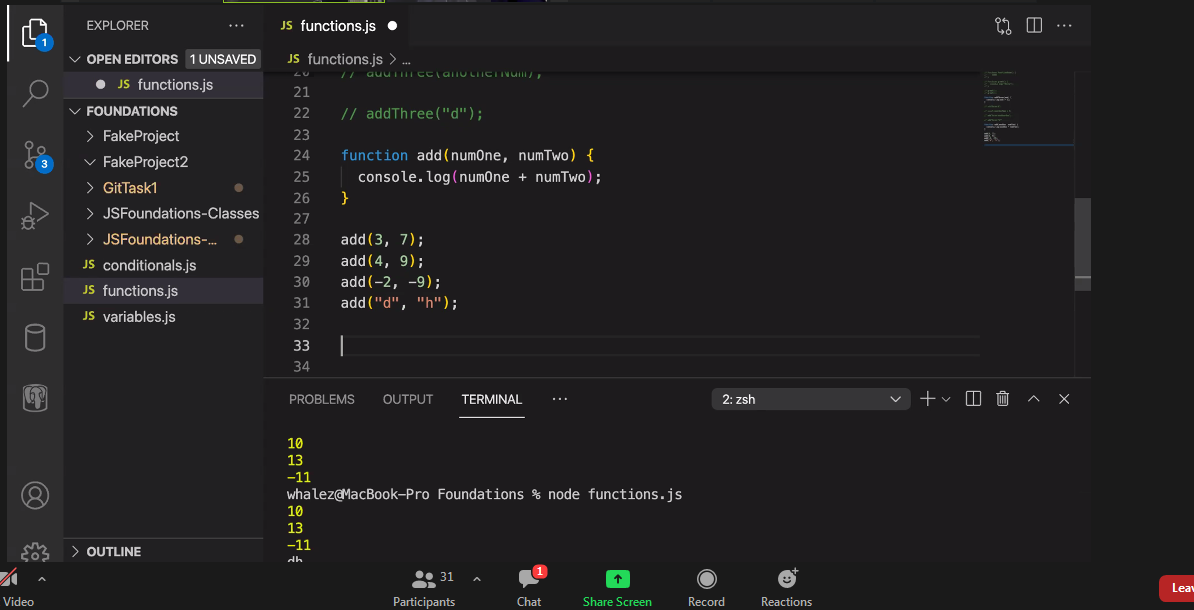 1
3
EXPLORER ...
OPEN EDITORS 1 UNSAVED
JS functions.js
FOUNDATIONS
FakeProject
FakeProject2
GitTask1
JSFoundations-Classes
JSFoundations-...
JS conditionals.js
JS functions.js
JS variables.js
OUTLINE
JS functions.js
JS functions.js > ...
20 // addThree(anotherNum);
21
22 // addThree("d");
23
24 function add(numOne, numTwo) {
25 console.log(numOne + numTwo);
26 }
27
28 add(3, 7);
29 add(4, 9);
30 add(-2, -9);
31 add("d", "h");
32
33
34
PROBLEMS OUTPUT TERMINAL ... 2: zsh
10
13
-11
whalez@MacBook-Pro Foundations % node functions.js
10
13
-11
dh
Video
31
Participants
1
Chat
Share Screen
Record
Reactions